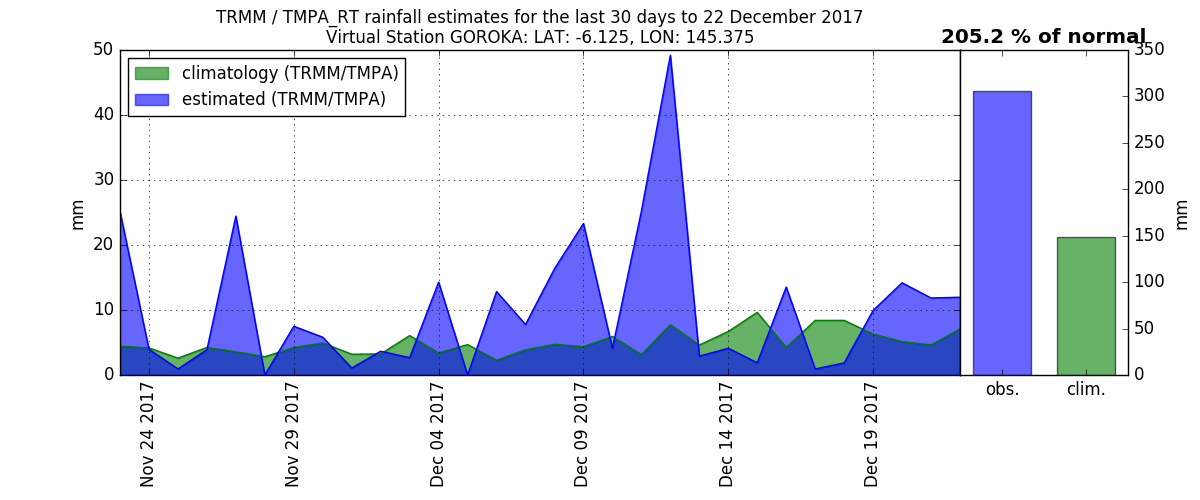 TRMM / TMPA_RT rainfall estimates for the last 30 days to 22 December 2017
Virtual Station GOROKA: LAT: -6.125, LON: 145.375
205.2 % of normal
climatology (TRMM/TMPA)
estimated (TRMM/TMPA)
mm
50
40
30
20
10
0
Nov 24 2017
Nov 29 2017
Dec 04 2017
Dec 09 2017
Dec 14 2017
Dec 19 2017
obs.
clim.
350
300
250
200
150
100
50
0
mm